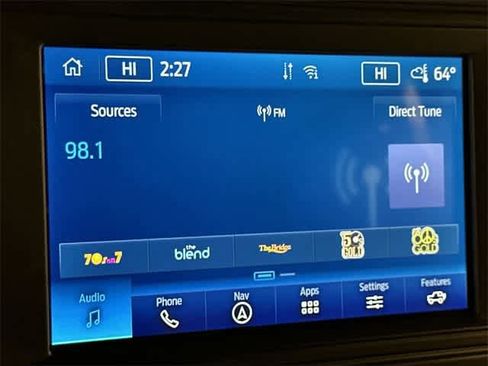 HI 2:27 HI 64°
Sources FM Direct Tune
98.1
70s on 7 the blend The Bridge 50s GOLD 60s GOLD
Audio Phone Nav Apps Settings Features